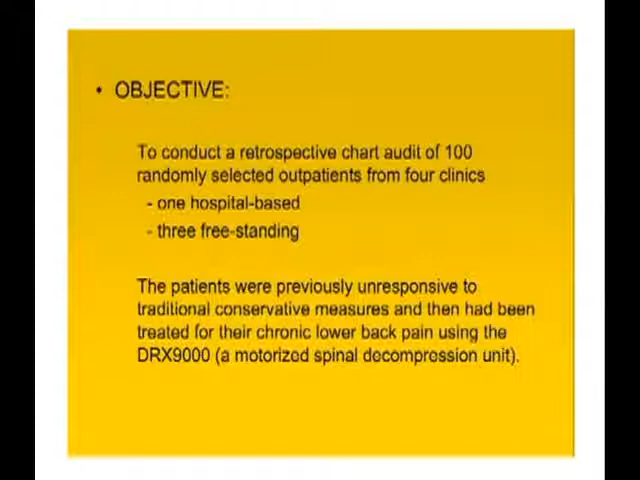 • OBJECTIVE:
To conduct a retrospective chart audit of 100
randomly selected outpatients from four clinics
- one hospital-based
- three free-standing
The patients were previously unresponsive to
traditional conservative measures and then had been
treated for their chronic lower back pain using the
DRX9000 (a motorized spinal decompression unit).